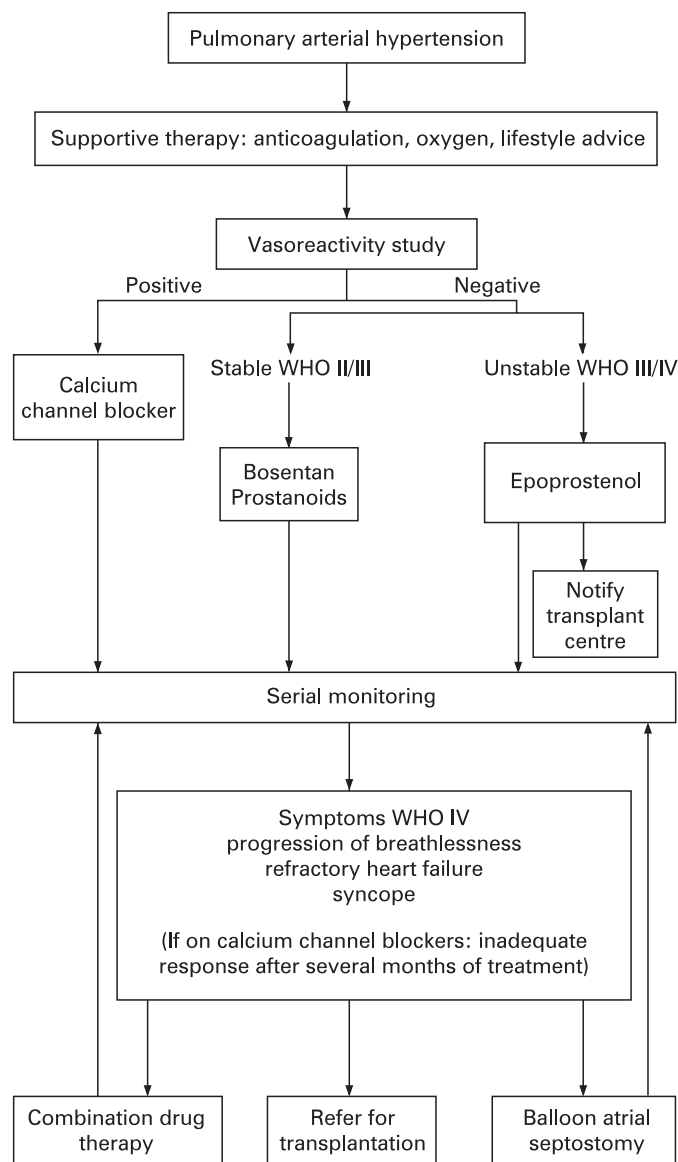 Pulmonary arterial hypertension
Supportive therapy: anticoagulation, oxygen, lifestyle advice
Vasoreactivity study
Positive
Negative
Calcium
channel blocker
Stable WHO II/III
Unstable WHO III/IV
Bosentan
Prostanoids
Epoprostenol
Notify
transplant
centre
Serial monitoring
Symptoms WHO IV
progression of breathlessness
refractory heart failure
syncope
(If on calcium channel blockers: inadequate
response after several months of treatment)
Combination drug
therapy
Refer for
transplantation
Balloon atrial
septostomy